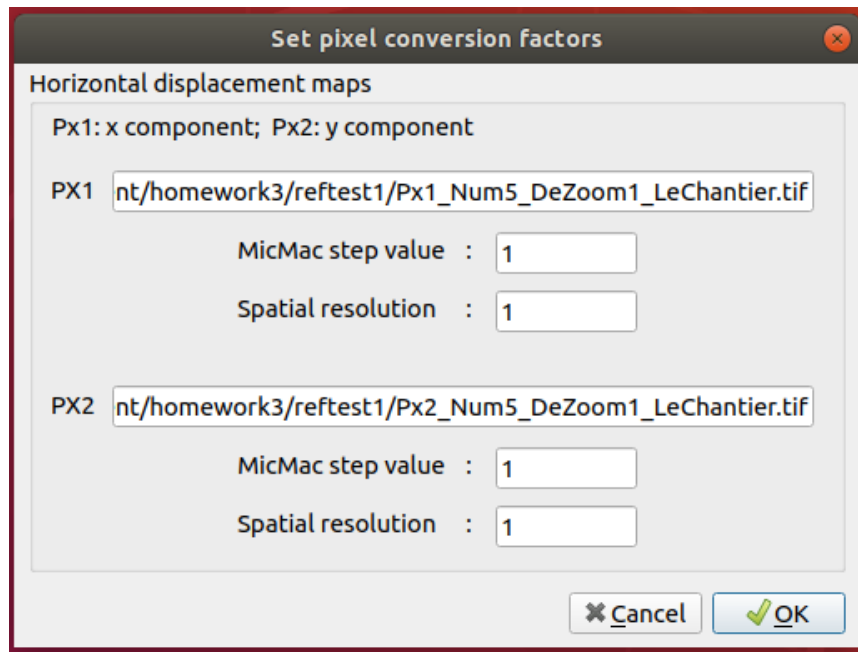 Set pixel conversion factors
Horizontal displacement maps
Px1: x component; Px2: y component
PX1 nt/homework3/reftest1/Px1_Num5_DeZoom1_LeChantier.tif
MicMac step value : 1
Spatial resolution : 1
PX2 nt/homework3/reftest1/Px2_Num5_DeZoom1_LeChantier.tif
MicMac step value : 1
Spatial resolution : 1
Cancel OK